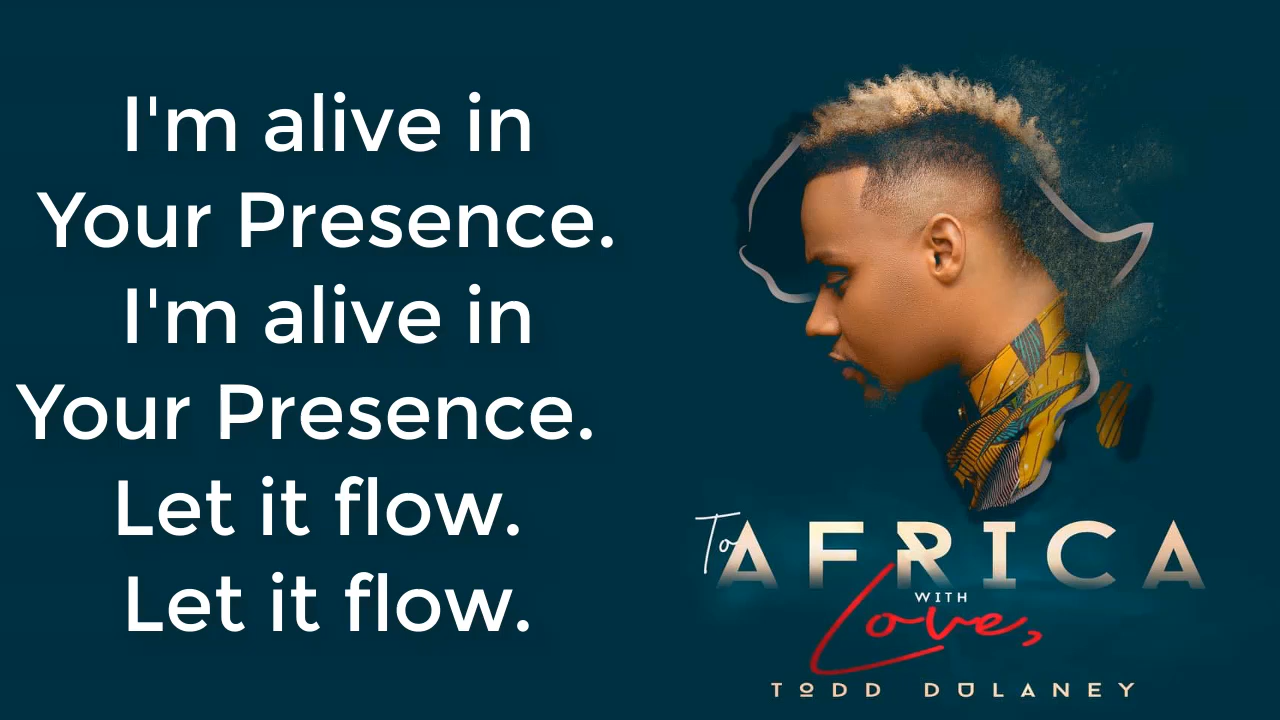 I'm alive in
Your Presence.
I'm alive in
Your Presence.
Let it flow.
Let it flow.
To AFRICA
WITH
Love,
TODD DULANEY